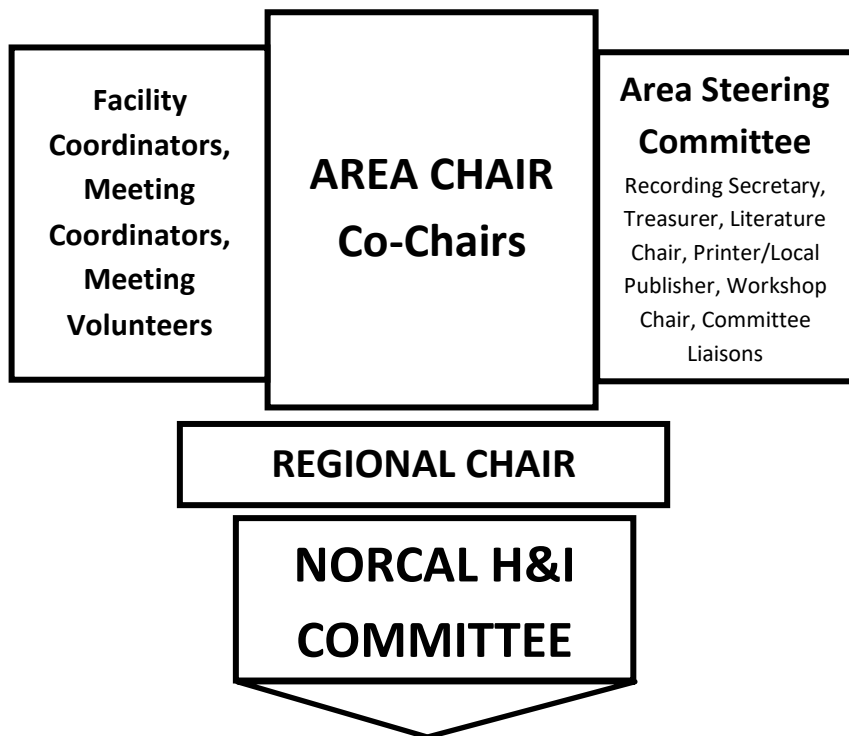 Facility
Coordinators,
Meeting
Coordinators,
Meeting
Volunteers
AREA CHAIR
Co-Chairs
Area Steering
Committee
Recording Secretary,
Treasurer, Literature
Chair, Printer/Local
Publisher, Workshop
Chair, Committee
Liaisons
REGIONAL CHAIR
NORCAL H&I
COMMITTEE